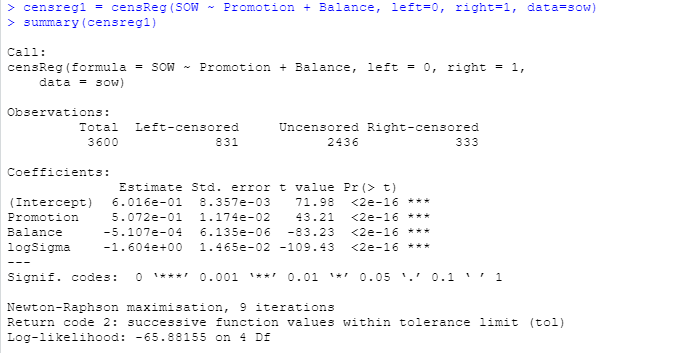 > censreg1 = censReg(SOW ~ Promotion + Balance, left=0, right=1, data=sow)
> summary(censreg1)
Call:
censReg(formula = SOW ~ Promotion + Balance, left = 0, right = 1,
    data = sow)
Observations:
         Total  Left-censored     Uncensored Right-censored
          3600            831           2436            333
Coefficients:
              Estimate Std. error t value Pr(> t)
(Intercept)  6.016e-01  8.357e-03   71.98  <2e-16 ***
Promotion    5.072e-01  1.174e-02   43.21  <2e-16 ***
Balance     -5.107e-04  6.135e-06  -83.23  <2e-16 ***
logSigma    -1.604e+00  1.465e-02 -109.43  <2e-16 ***
---
Signif. codes:  0 ‘***’ 0.001 ‘**’ 0.01 ‘*’ 0.05 ‘.’ 0.1 ‘ ’ 1
Newton-Raphson maximisation, 9 iterations
Return code 2: successive function values within tolerance limit (tol)
Log-likelihood: -65.88155 on 4 Df